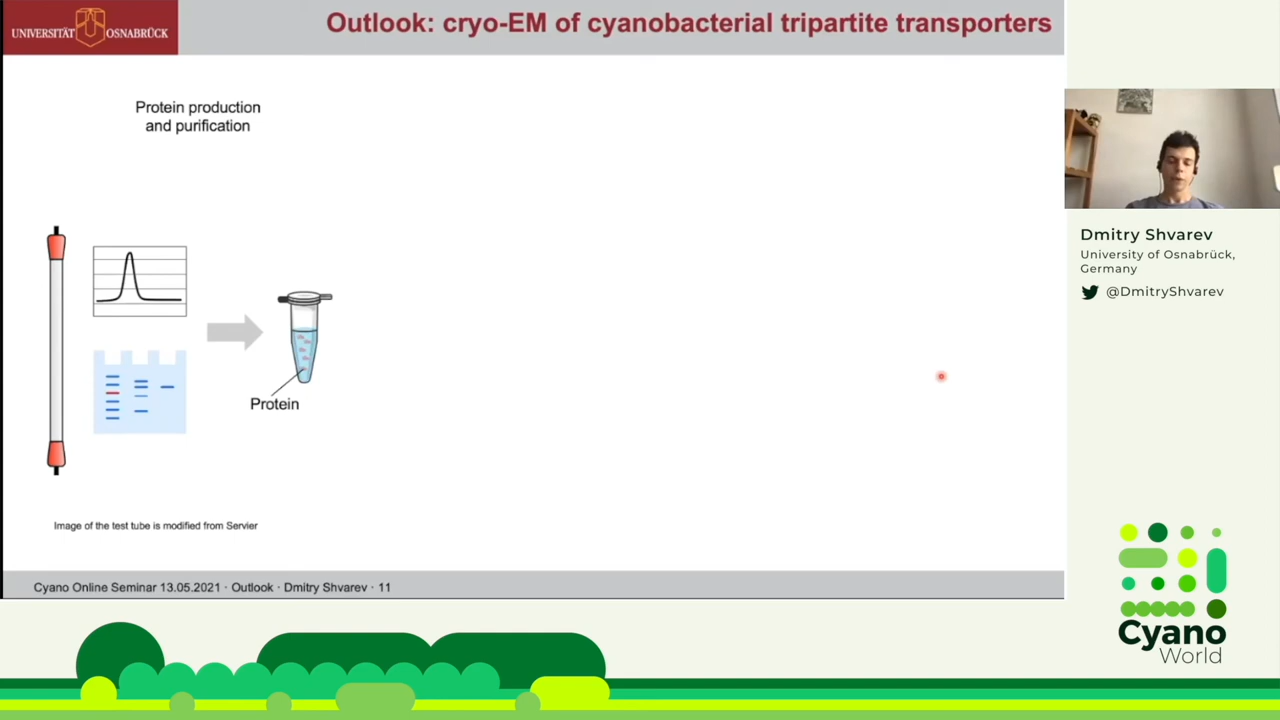 UNIVERSITÄT OSNABRÜCK
Outlook: cryo-EM of cyanobacterial tripartite transporters
Protein production
and purification
Protein
Image of the test tube is modified from Servier
Cyano Online Seminar 13.05.2021 · Outlook · Dmitry Shvarev · 11
Dmitry Shvarev
University of Osnabrück,
Germany
@DmitryShvarev
Cyano
World